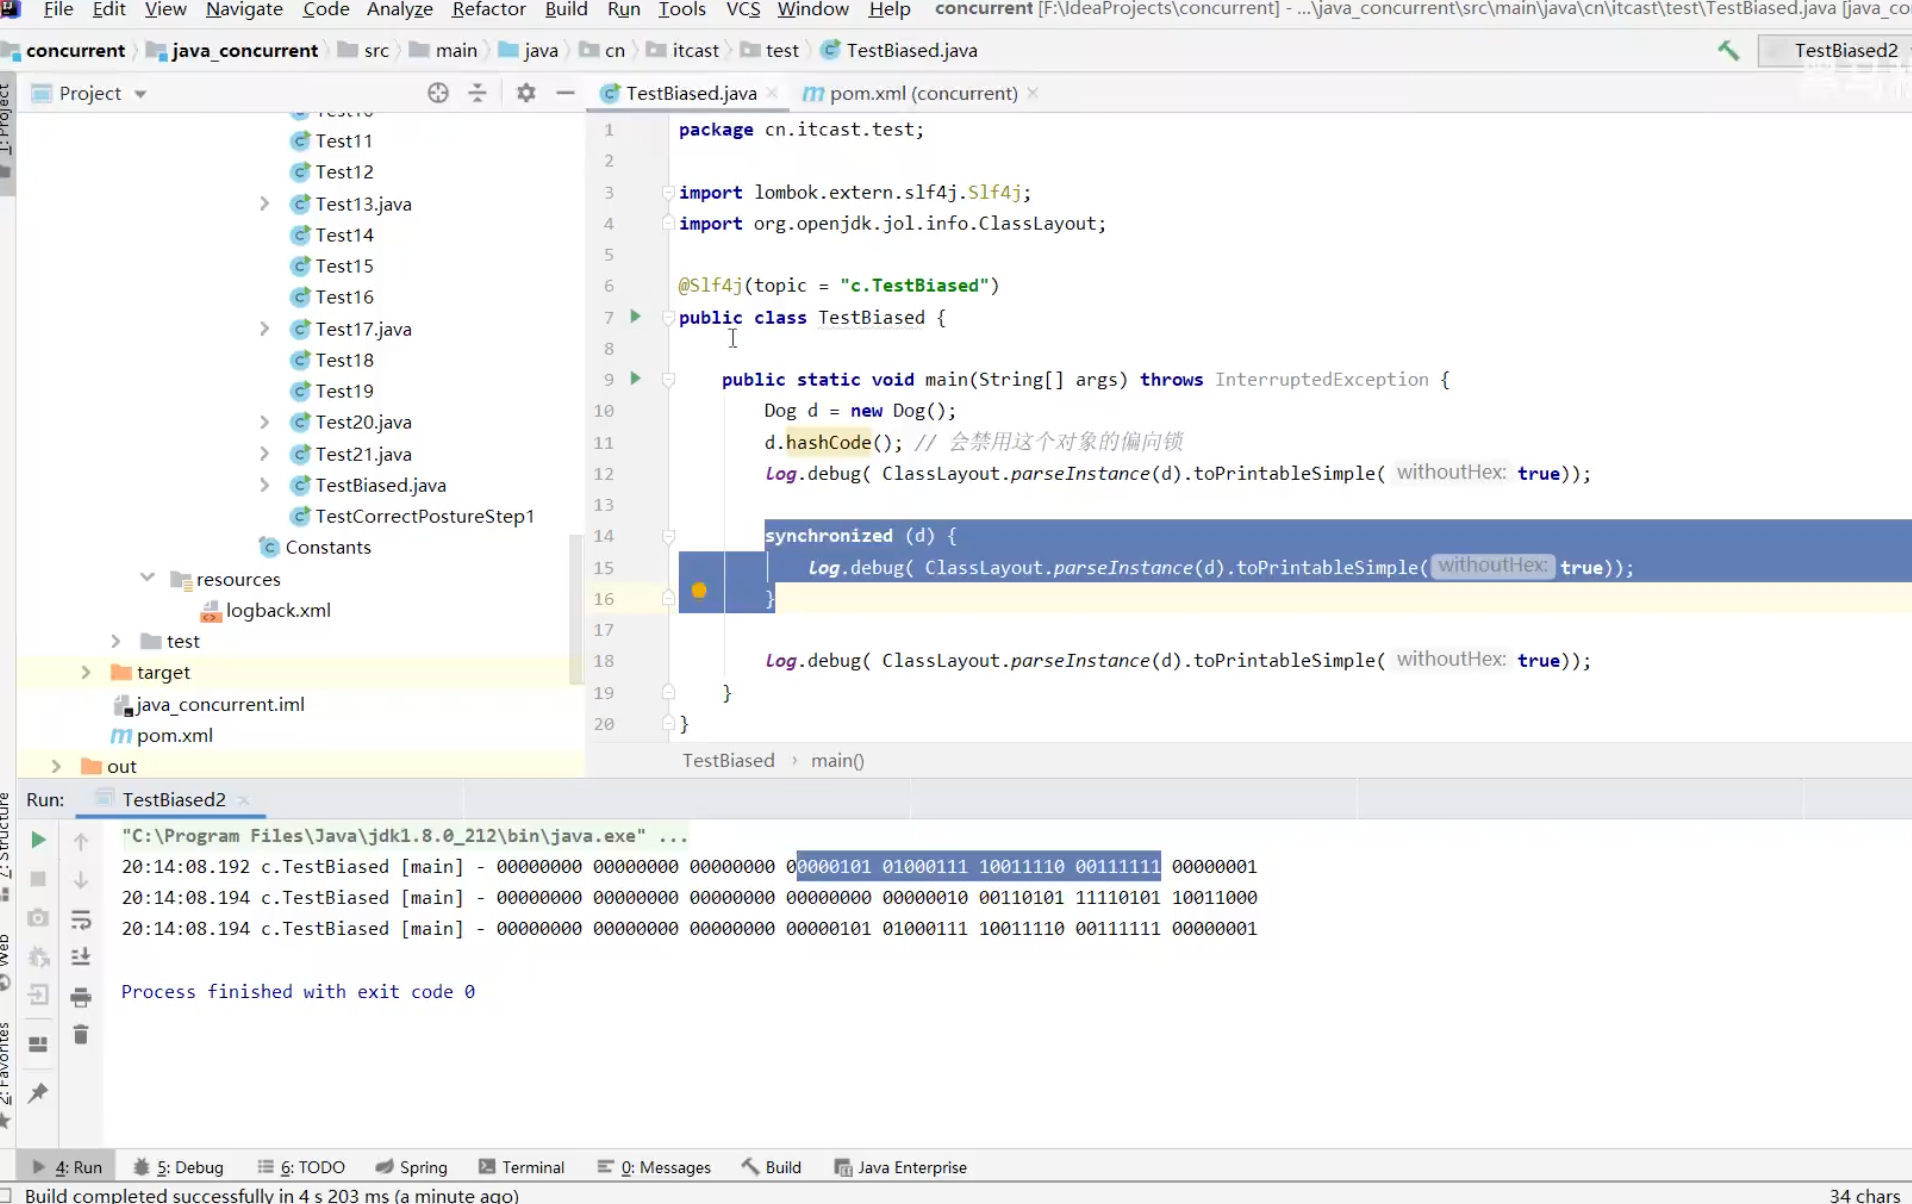 File Edit View Navigate Code Analyze Refactor Build Run Tools VCS Window Help concurrent [F:\IdeaProjects\concurrent] - ...\java_concurrent\src\main\java\cn\itcast\test\TestBiased.java [java_co
concurrent java_concurrent src main java cn itcast test TestBiased.java TestBiased2
1: Project
Project TestBiased.java pom.xml (concurrent)
Test11
Test12
Test13.java
Test14
Test15
Test16
Test17.java
Test18
Test19
Test20.java
Test21.java
TestBiased.java
TestCorrectPostureStep1
Constants
resources
logback.xml
test
target
java_concurrent.iml
pom.xml
out
1 package cn.itcast.test;
2
3 import lombok.extern.slf4j.Slf4j;
4 import org.openjdk.jol.info.ClassLayout;
5
6 @Slf4j(topic = "c.TestBiased")
7 public class TestBiased {
8
9 public static void main(String[] args) throws InterruptedException {
10 Dog d = new Dog();
11 d.hashCode(); // 会禁用这个对象的偏向锁
12 log.debug( ClassLayout.parseInstance(d).toPrintableSimple( withoutHex: true));
13
14 synchronized (d) {
15 log.debug( ClassLayout.parseInstance(d).toPrintableSimple( withoutHex: true));
16 }
17
18 log.debug( ClassLayout.parseInstance(d).toPrintableSimple( withoutHex: true));
19 }
20 }
TestBiased › main()
Run: TestBiased2
"C:\Program Files\Java\jdk1.8.0_212\bin\java.exe" ...
20:14:08.192 c.TestBiased [main] - 00000000 00000000 00000000 00000101 01000111 10011110 00111111 00000001
20:14:08.194 c.TestBiased [main] - 00000000 00000000 00000000 00000000 00000010 00110101 11110101 10011000
20:14:08.194 c.TestBiased [main] - 00000000 00000000 00000000 00000101 01000111 10011110 00111111 00000001
Process finished with exit code 0
7: Structure
Web
2: Favorites
4: Run 5: Debug 6: TODO Spring Terminal 0: Messages Build Java Enterprise
Build completed successfully in 4 s 203 ms (a minute ago) 34 chars